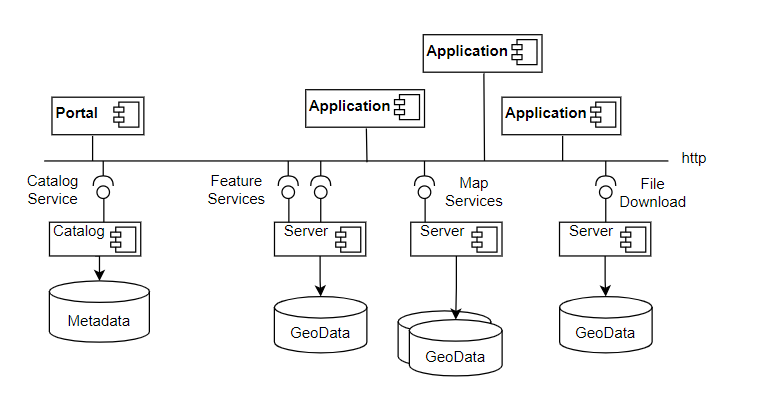 Application
Portal
Application
Application
http
Catalog
Service
Feature
Services
Map
Services
File
Download
Catalog
Server
Server
Server
Metadata
GeoData
GeoData
GeoData